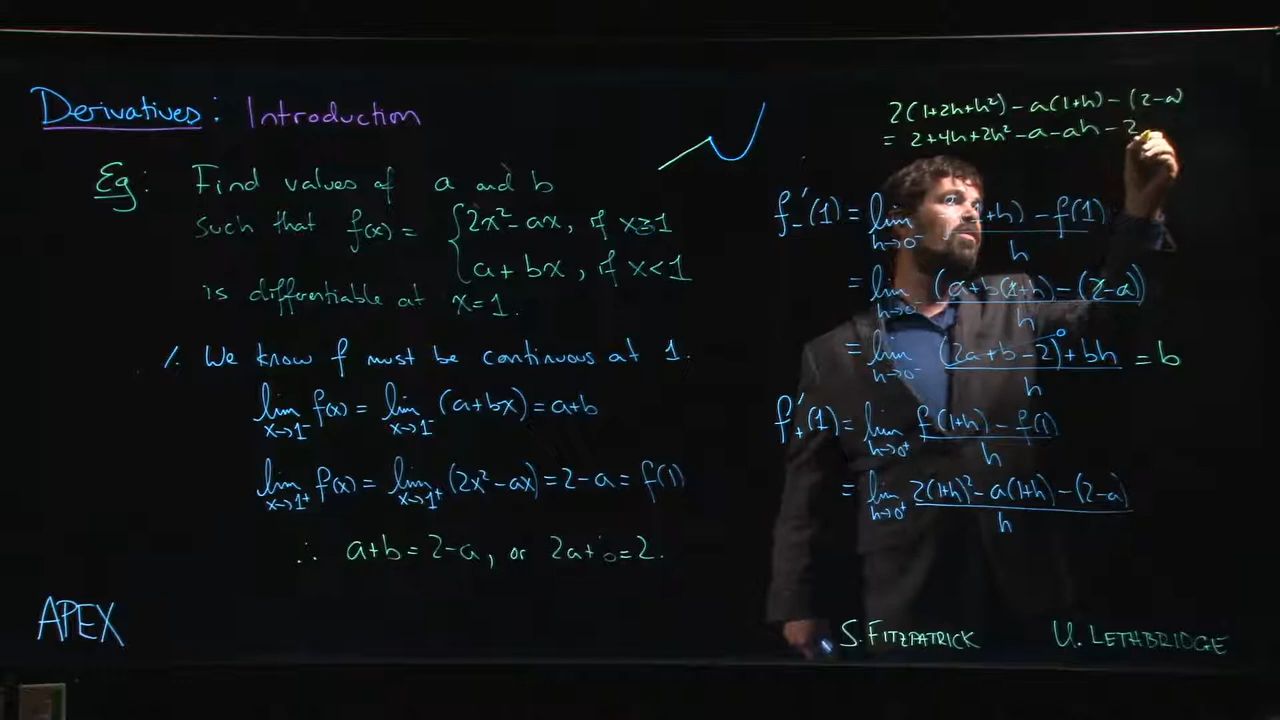 Derivatives: Introduction
Eg: Find values of a and b
such that f(x) = { 2x² - ax, if x ≥ 1
a + bx, if x < 1
is differentiable at x = 1.
/. We know f must be continuous at 1.
lim x→1⁻ f(x) = lim x→1⁻ (a + bx) = a + b
lim x→1⁺ f(x) = lim x→1⁺ (2x² - ax) = 2 - a = f(1)
∴ a + b = 2 - a, or 2a + b = 2.
APEX
2(1+2h+h²) - a(1+h) - (2-a)
= 2 + 4h + 2h² - a - ah - 2
f₋'(1) = lim h→0⁻ +h) - f(1) / h
= lim h→0⁻ (a + b(1+h) - (2-a) / h
= lim h→0⁻ (2a + b - 2)⁰ + bh / h = b
f₊'(1) = lim h→0⁺ f(1+h) - f(1) / h
= lim h→0⁺ 2(1+h)² - a(1+h) - (2-a) / h
S. FITZPATRICK U. LETHBRIDGE